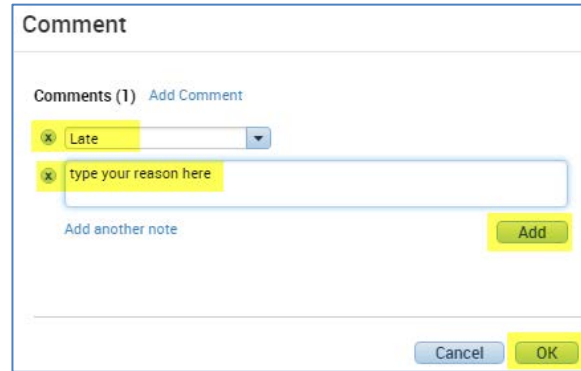 Comment
Comments (1) Add Comment
x Late
x type your reason here
Add another note Add
Cancel OK